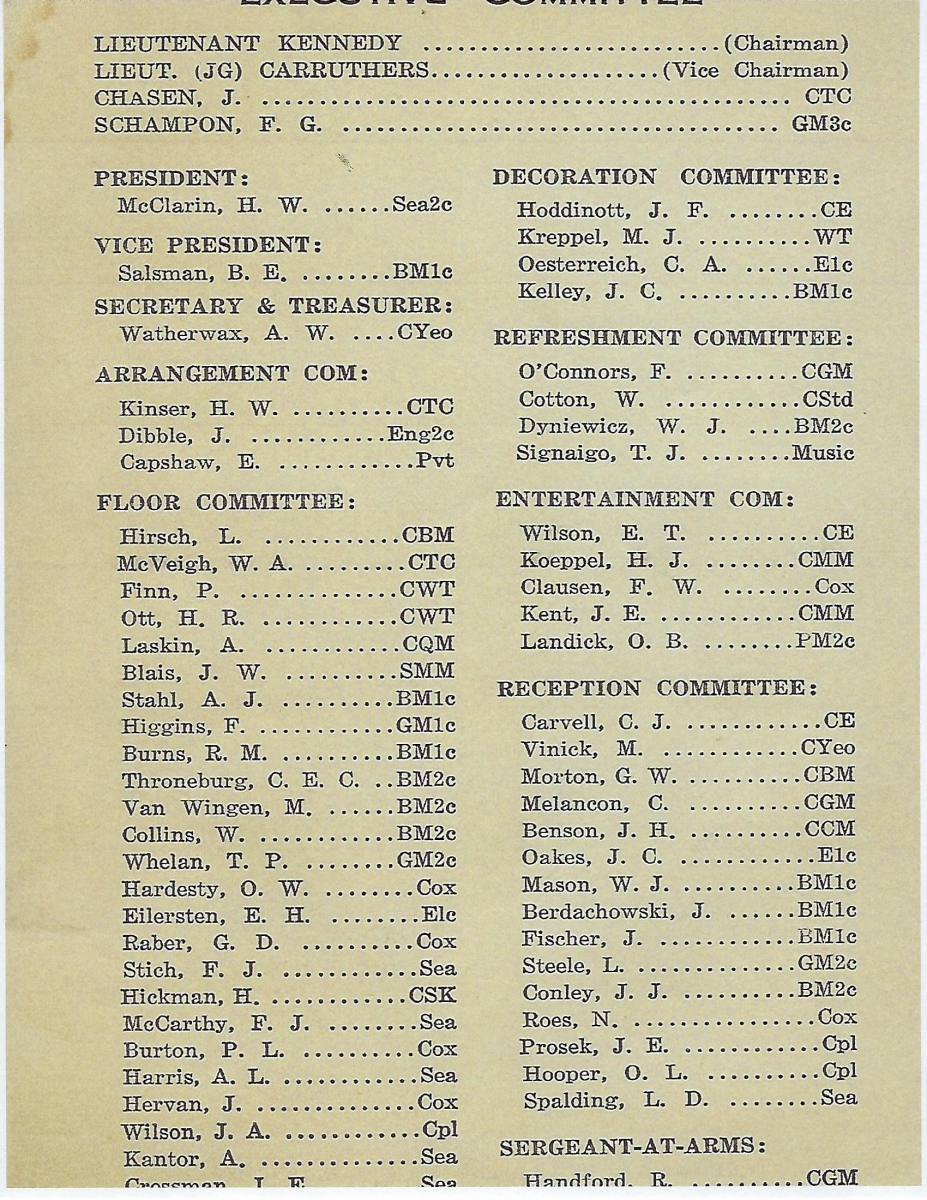 EXECUTIVE COMMITTEE
LIEUTENANT KENNEDY ............................(Chairman)
LIEUT. (JG) CARRUTHERS......................(Vice Chairman)
CHASEN, J. .................................................. CTC
SCHAMPON, F. G. ......................................... GM3c
PRESIDENT:
McClarin, H. W. ......Sea2c
VICE PRESIDENT:
Salsman, B. E. ........BM1c
SECRETARY & TREASURER:
Watherwax, A. W. ....CYeo
ARRANGEMENT COM:
Kinser, H. W. ..........CTC
Dibble, J. ............Eng2c
Capshaw, E. ............Pvt
FLOOR COMMITTEE:
Hirsch, L. ............CBM
McVeigh, W. A. .........CTC
Finn, P. ..............CWT
Ott, H. R. ............CWT
Laskin, A. ............CQM
Blais, J. W. ..........SMM
Stahl, A. J. ..........BM1c
Higgins, F. ...........GM1c
Burns, R. M. ..........BM1c
Throneburg, C. E. C. ..BM2c
Van Wingen, M. ......BM2c
Collins, W. ............BM2c
Whelan, T. P. ........GM2c
Hardesty, O. W. ........Cox
Eilersten, E. H. ........E1c
Raber, G. D. ..........Cox
Stich, F. J. ............Sea
Hickman, H. ............CSK
McCarthy, F. J. ........Sea
Burton, P. L. ..........Cox
Harris, A. L. ............Sea
Hervan, J. ..............Cox
Wilson, J. A. ............Cpl
Kantor, A. ..............Sea
Crossman, J. F. Sea
DECORATION COMMITTEE:
Hoddinott, J. F. ........CE
Kreppel, M. J. ..........WT
Oesterreich, C. A. ......E1c
Kelley, J. C. ..........BM1c
REFRESHMENT COMMITTEE:
O'Connors, F. ..........CGM
Cotton, W. ............CStd
Dyniewicz, W. J. ....BM2c
Signaigo, T. J. ........Music
ENTERTAINMENT COM:
Wilson, E. T. ..........CE
Koeppel, H. J. ........CMM
Clausen, F. W. ........Cox
Kent, J. E. ............CMM
Landick, O. B. ........PM2c
RECEPTION COMMITTEE:
Carvell, C. J. ............CE
Vinick, M. ............CYeo
Morton, G. W. ..........CBM
Melancon, C. ..........CGM
Benson, J. H. ..........CCM
Oakes, J. C. ............E1c
Mason, W. J. ..........BM1c
Berdachowski, J. ......BM1c
Fischer, J. ............BM1c
Steele, L. ..............GM2c
Conley, J. J. ..........BM2c
Roes, N. ................Cox
Prosek, J. E. ............Cpl
Hooper, O. L. ..........Cpl
Spalding, L. D. ........Sea
SERGEANT-AT-ARMS:
Handford, R. ..........CGM